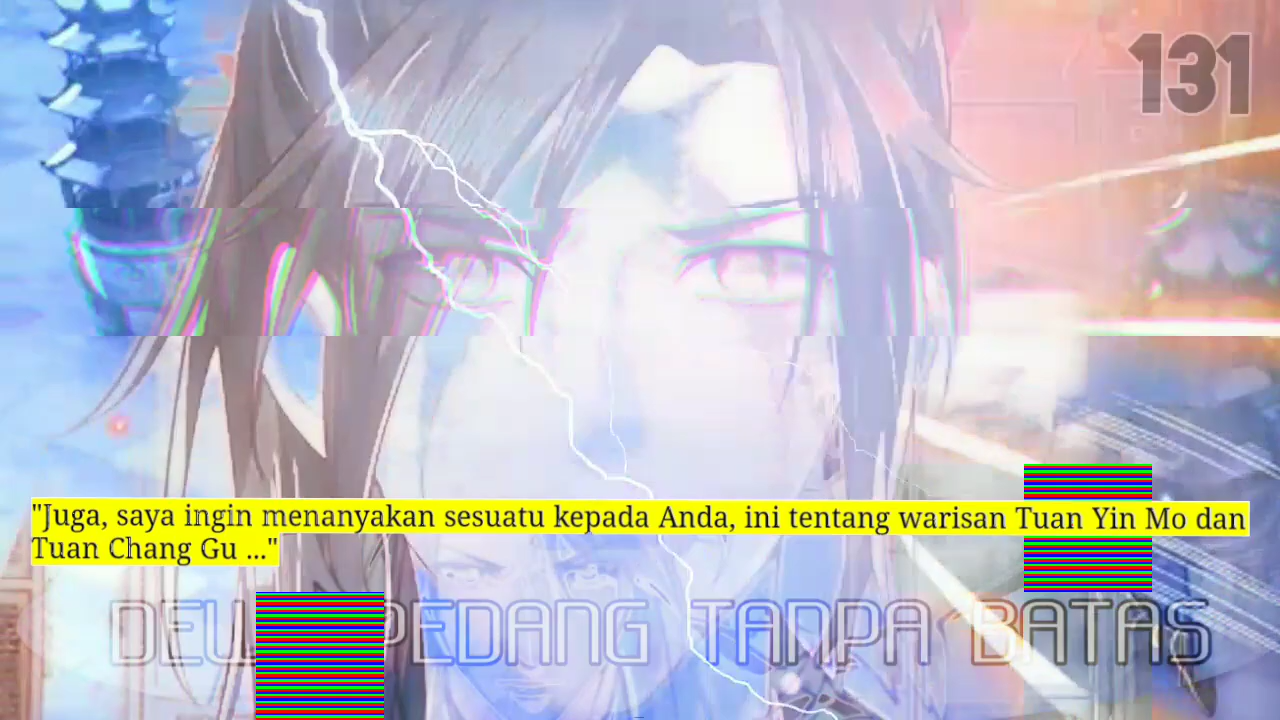 131
"Juga, saya ingin menanyakan sesuatu kepada Anda, ini tentang warisan Tuan Yin Mo dan
Tuan Chang Gu ..."
PEDANG TANPA BATAS